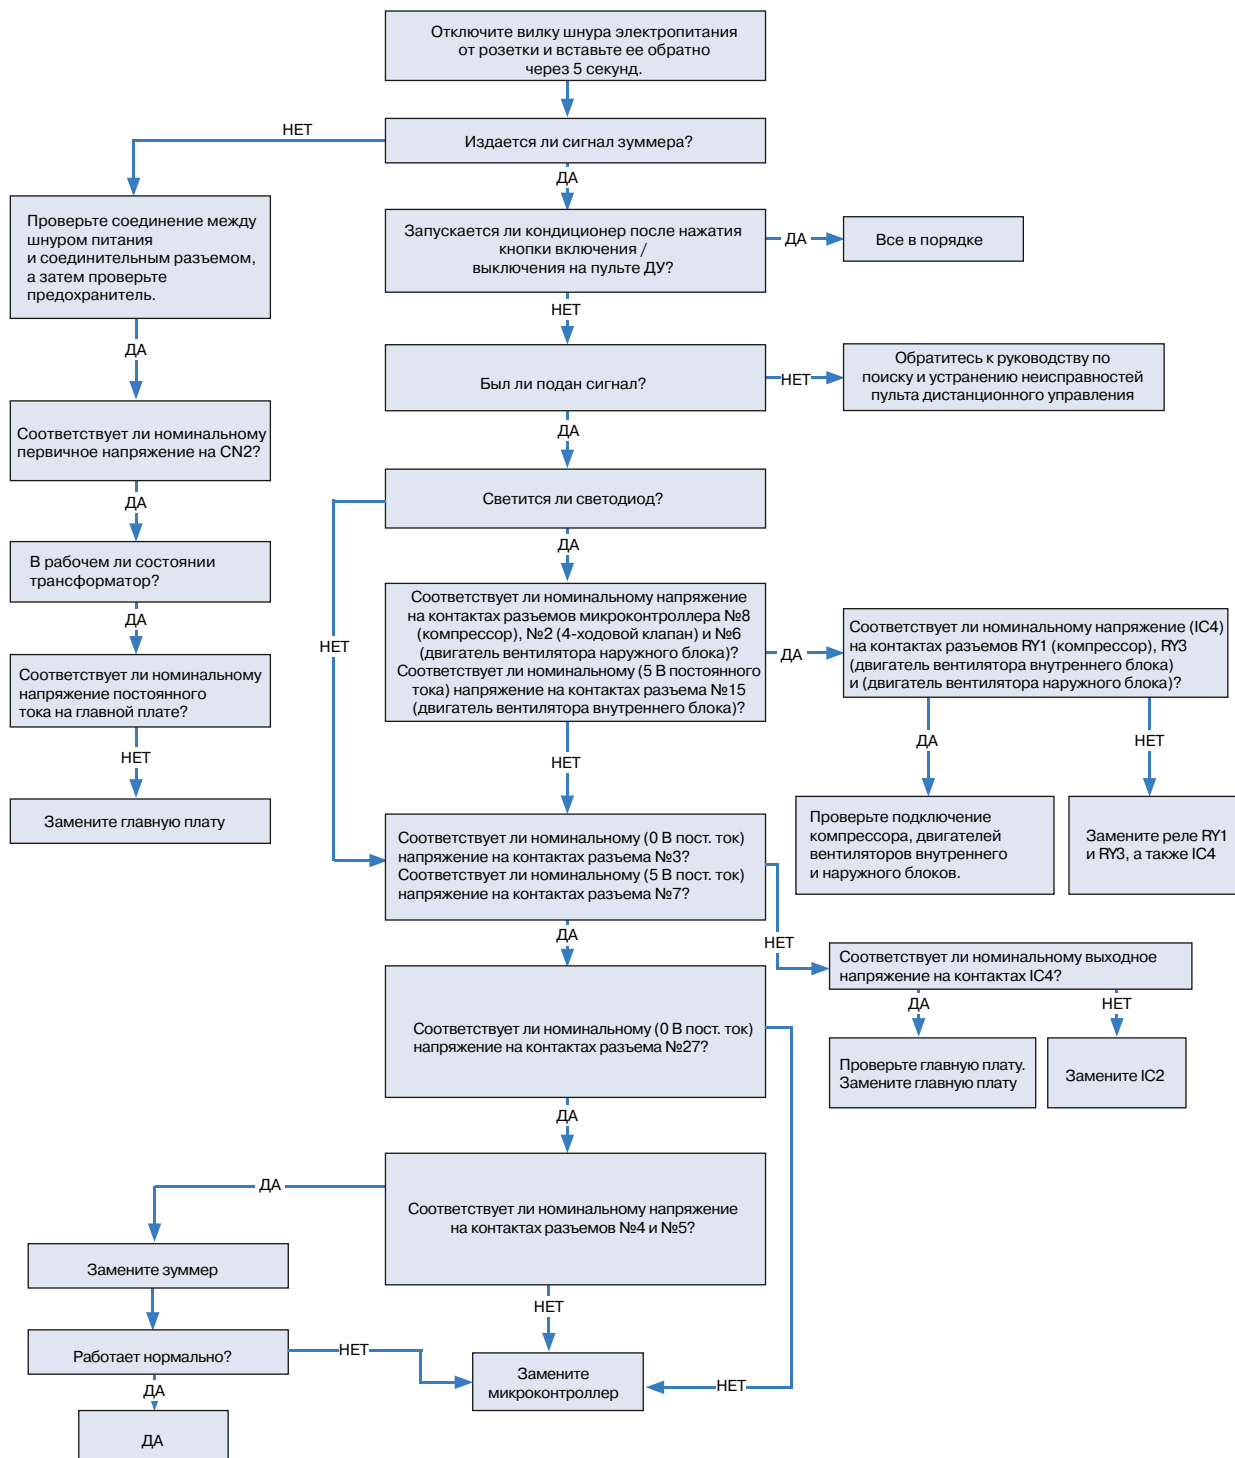 Отключите вилку шнура электропитания
от розетки и вставьте ее обратно
через 5 секунд.
НЕТ
Издается ли сигнал зуммера?
ДА
Проверьте соединение между
шнуром питания
и соединительным разъемом,
а затем проверьте
предохранитель.
Запускается ли кондиционер после нажатия
кнопки включения /
выключения на пульте ДУ?
ДА
Все в порядке
НЕТ
ДА
Был ли подан сигнал?
НЕТ
Обратитесь к руководству по
поиску и устранению неисправностей
пульта дистанционного управления
ДА
Соответствует ли номинальному
первичное напряжение на CN2?
Светится ли светодиод?
ДА
ДА
В рабочем ли состоянии
трансформатор?
Соответствует ли номинальному напряжение
на контактах разъемов микроконтроллера №8
(компрессор), №2 (4-ходовой клапан) и №6
(двигатель вентилятора наружного блока)?
Соответствует ли номинальному (5 В постоянного
тока) напряжение на контактах разъема №15
(двигатель вентилятора внутреннего блока)?
ДА
Соответствует ли номинальному напряжение (IC4)
на контактах разъемов RY1 (компрессор), RY3
(двигатель вентилятора внутреннего блока)
и (двигатель вентилятора наружного блока)?
ДА
НЕТ
Соответствует ли номинальному
напряжение постоянного
тока на главной плате?
НЕТ
НЕТ
ДА
НЕТ
Замените главную плату
Соответствует ли номинальному (0 В пост. ток)
напряжение на контактах разъема №3?
Соответствует ли номинальному (5 В пост. ток)
напряжение на контактах разъема №7?
Проверьте подключение
компрессора, двигателей
вентиляторов внутреннего
и наружного блоков.
Замените реле RY1
и RY3, а также IC4
ДА
НЕТ
Соответствует ли номинальному выходное
напряжение на контактах IC4?
ДА
НЕТ
Соответствует ли номинальному (0 В пост. ток)
напряжение на контактах разъема №27?
Проверьте главную плату.
Замените главную плату
Замените IC2
ДА
ДА
Соответствует ли номинальному напряжение
на контактах разъемов №4 и №5?
Замените зуммер
НЕТ
Работает нормально?
НЕТ
Замените
микроконтроллер
НЕТ
ДА
ДА